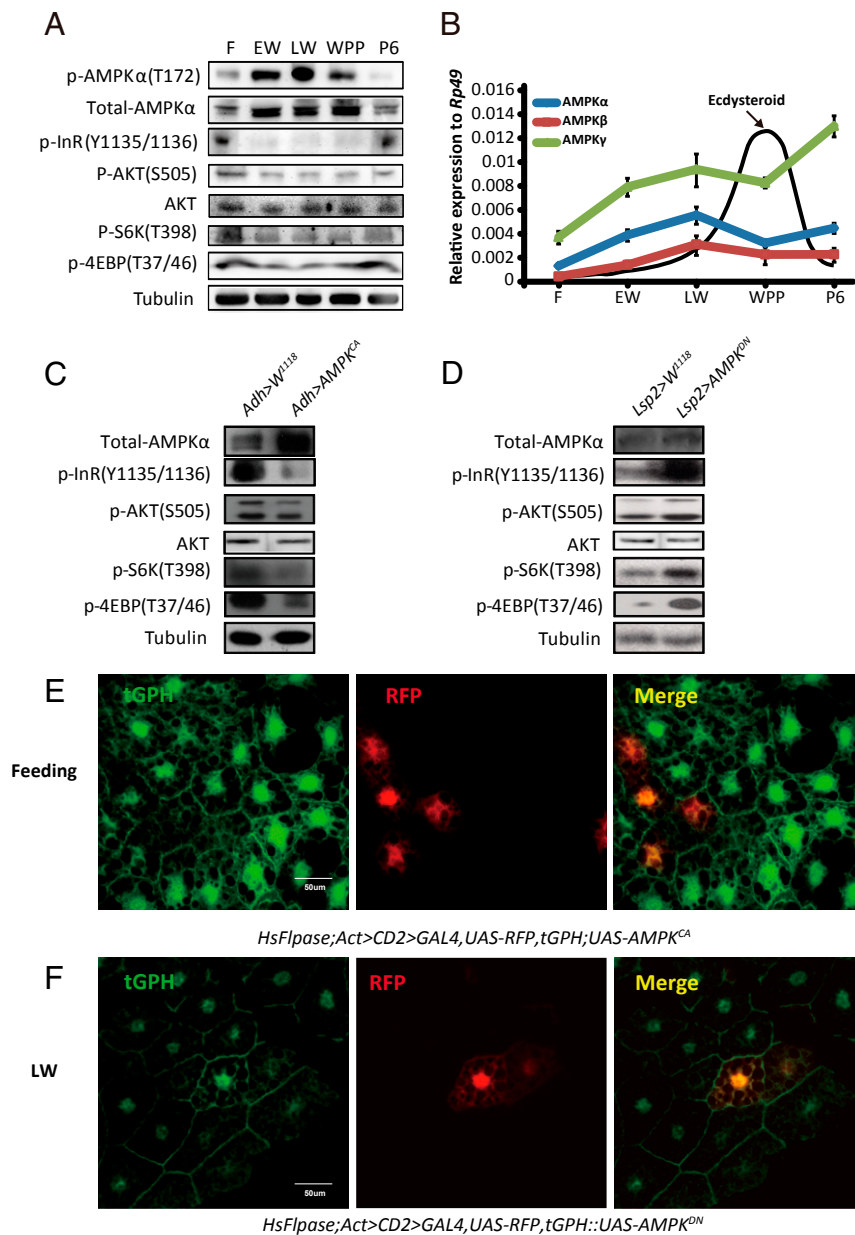 A
F EW LW WPP P6
p-AMPKα(T172)
Total-AMPKα
p-InR(Y1135/1136)
P-AKT(S505)
AKT
P-S6K(T398)
p-4EBP(T37/46)
Tubulin
B
Relative expression to Rp49
0.016
0.014
0.012
0.01
0.008
0.006
0.004
0.002
0
AMPKα
AMPKβ
AMPKγ
Ecdysteroid
F EW LW WPP P6
C
Adh>W1118
Adh>AMPKCA
Total-AMPKα
p-InR(Y1135/1136)
p-AKT(S505)
AKT
p-S6K(T398)
p-4EBP(T37/46)
Tubulin
D
Lsp2>W1118
Lsp2>AMPKDN
Total-AMPKα
p-InR(Y1135/1136)
p-AKT(S505)
AKT
p-S6K(T398)
p-4EBP(T37/46)
Tubulin
E
Feeding
tGPH
RFP
Merge
50um
HsFlpase;Act>CD2>GAL4,UAS-RFP,tGPH;UAS-AMPKCA
F
LW
tGPH
RFP
Merge
50um
HsFlpase;Act>CD2>GAL4,UAS-RFP,tGPH::UAS-AMPKDN